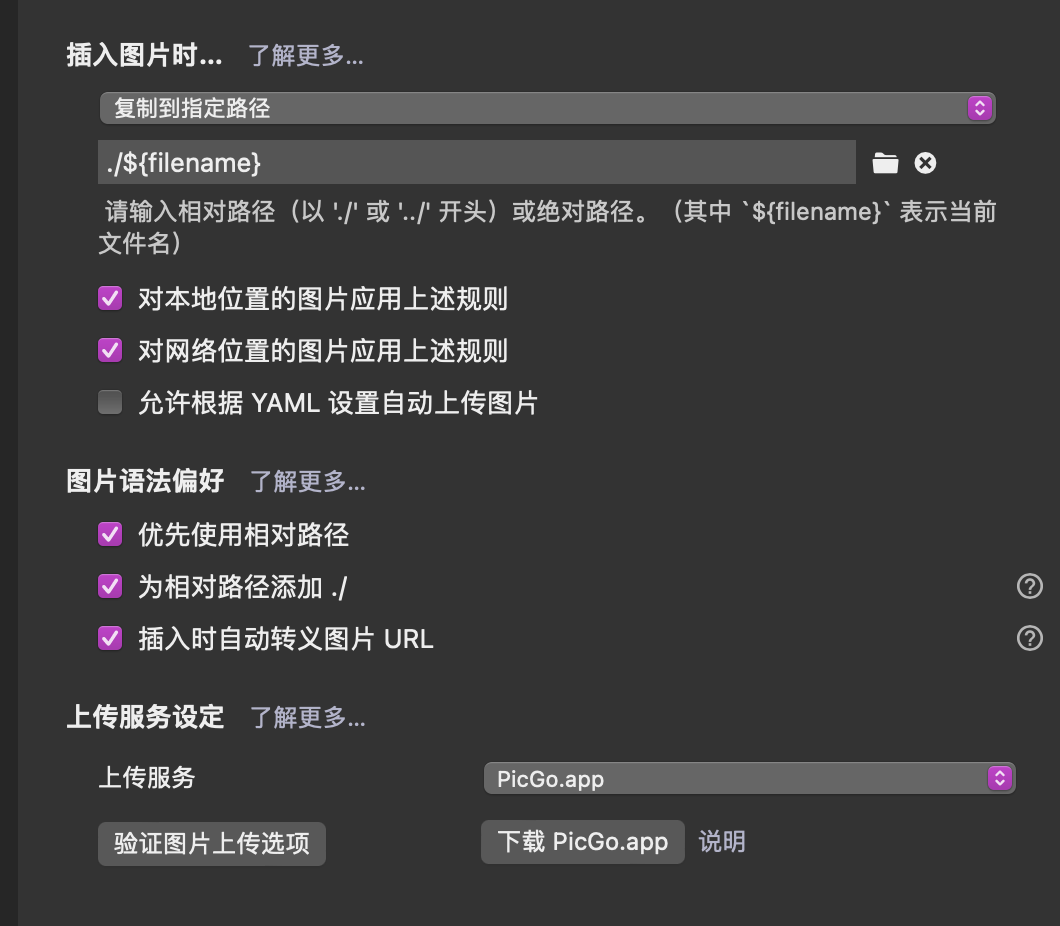 插入图片时... 了解更多...
复制到指定路径
./${filename}
请输入相对路径（以 './' 或 '../' 开头）或绝对路径。（其中 `${filename}` 表示当前
文件名）
对本地位置的图片应用上述规则
对网络位置的图片应用上述规则
允许根据 YAML 设置自动上传图片
图片语法偏好 了解更多...
优先使用相对路径
为相对路径添加 ./
插入时自动转义图片 URL
上传服务设定 了解更多...
上传服务 PicGo.app
验证图片上传选项 下载 PicGo.app 说明